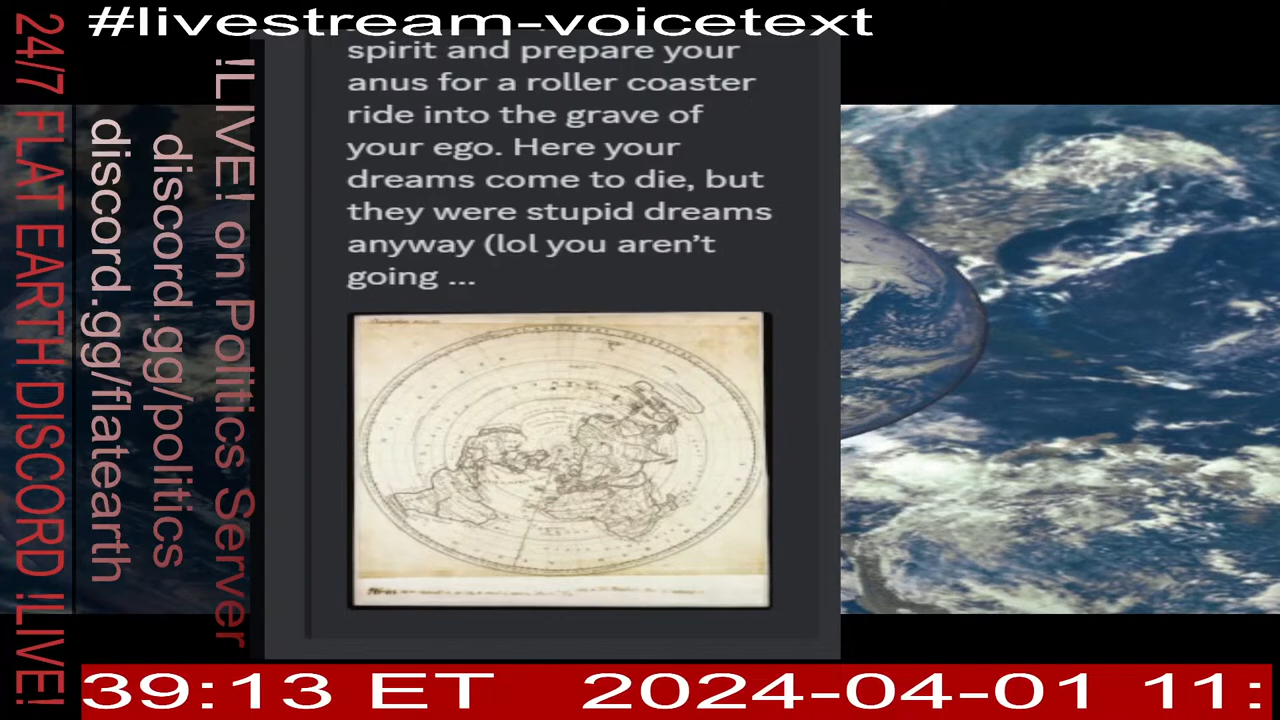 #livestream-voicetext
spirit and prepare your
anus for a roller coaster
ride into the grave of
your ego. Here your
dreams come to die, but
they were stupid dreams
anyway (lol you aren't
going ...
24/7 FLAT EARTH DISCORD !LIVE!
discord.gg/flatearth
discord.gg/politics
!LIVE! on Politics Server
39:13 ET 2024-04-01 11: